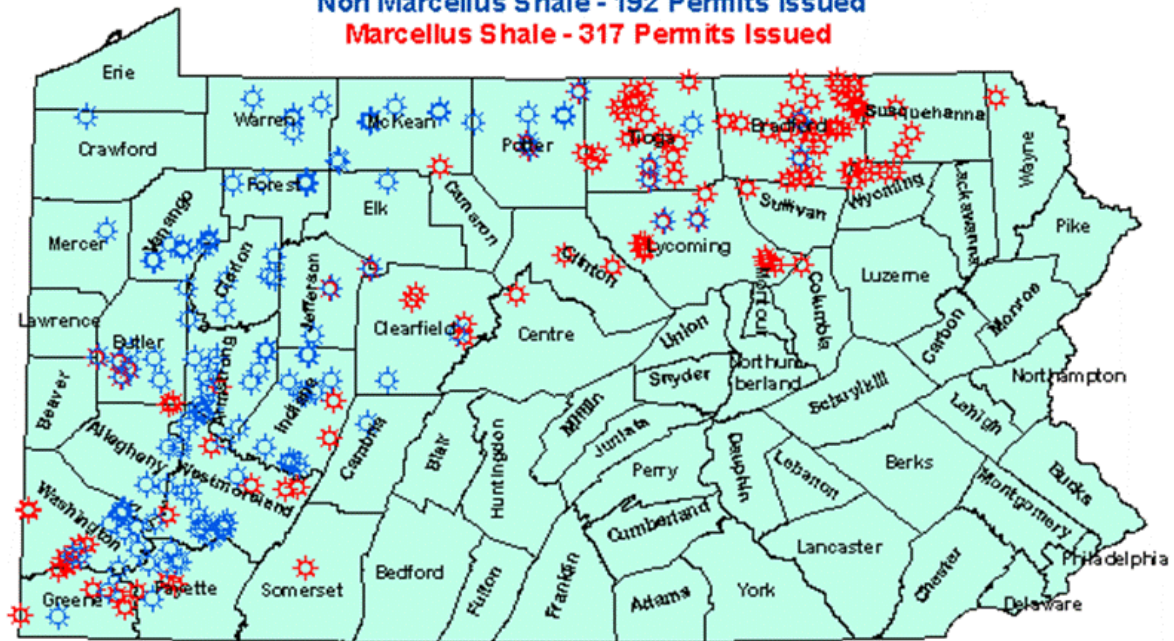 Non Marcellus Shale - 192 Permits Issued
Marcellus Shale - 317 Permits Issued
Erie
Crawford
Warren
McKean
Potter
Tioga
Bradford
Susquehanna
Wayne
Forest
Elk
Cameron
Sullivan
Wyoming
Lackawanna
Pike
Mercer
Venango
Clarion
Jefferson
Clinton
Lycoming
Montour
Columbia
Luzerne
Monroe
Lawrence
Butler
Clearfield
Centre
Union
Carbon
Northampton
Beaver
Armstrong
Indiana
Snyder
Northum
berland
Schuylkill
Lehigh
Allegheny
Westmoreland
Cambria
Blair
Huntingdon
Mifflin
Juniata
Perry
Dauphin
Lebanon
Berks
Montgomery
Bucks
Washington
Cumberland
Lancaster
Chester
Philadelphia
Delaware
Greene
Fayette
Somerset
Bedford
Fulton
Franklin
Adams
York